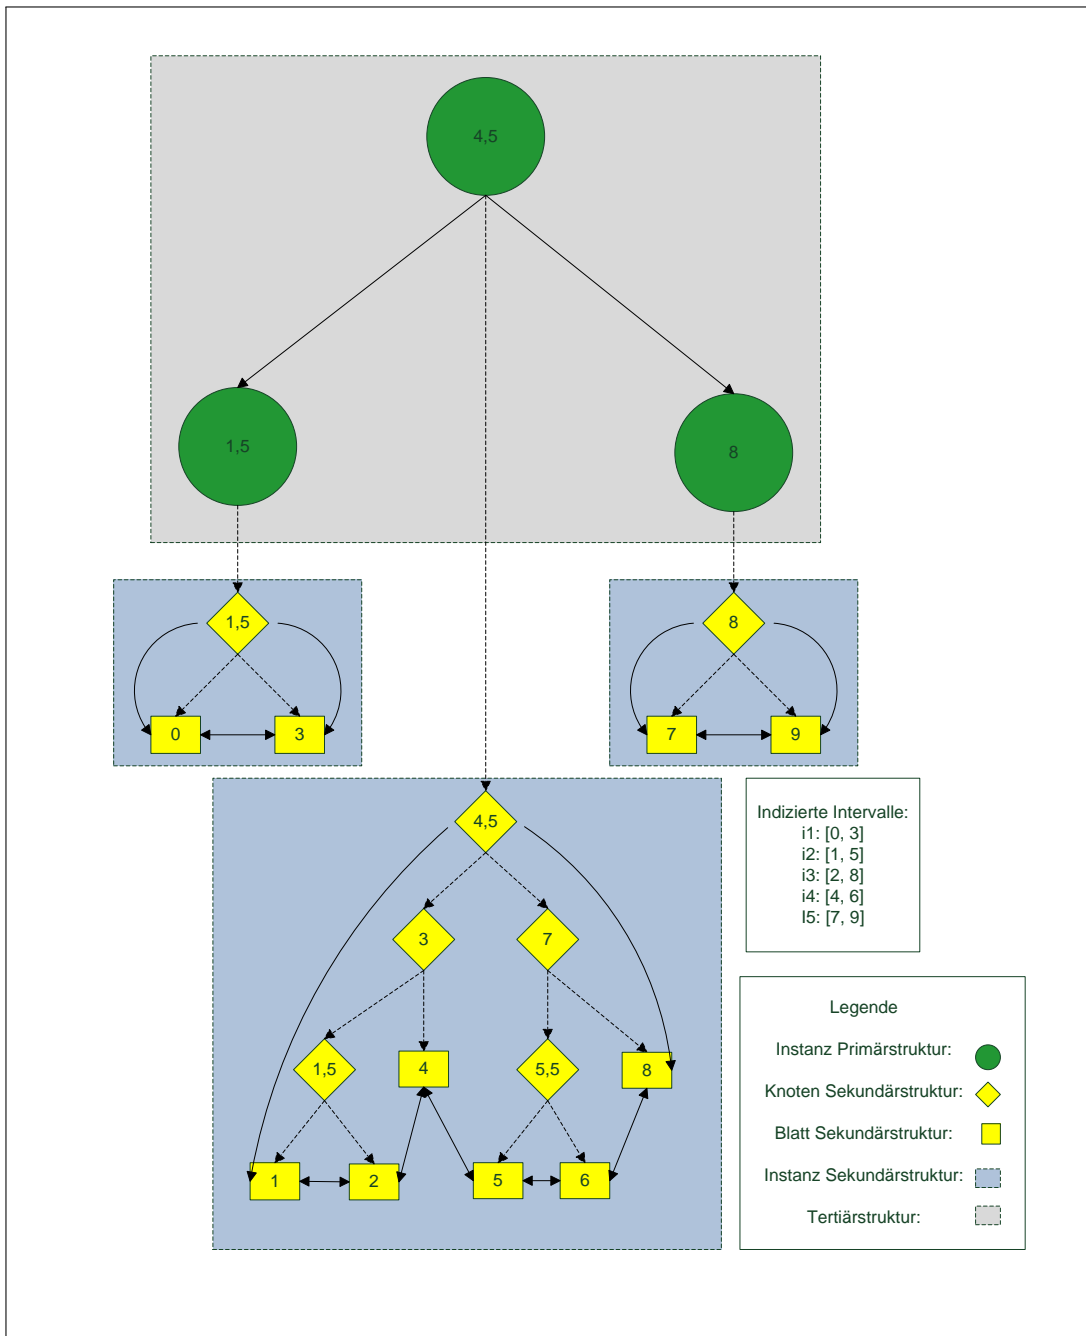 4,5
1,5
8
1,5
8
0
3
7
9
4,5
Indizierte Intervalle:
i1: [0, 3]
i2: [1, 5]
i3: [2, 8]
i4: [4, 6]
I5: [7, 9]
3
7
1,5
4
5,5
8
1
2
5
6
Legende
Instanz Primärstruktur:
Knoten Sekundärstruktur:
Blatt Sekundärstruktur:
Instanz Sekundärstruktur:
Tertiärstruktur: